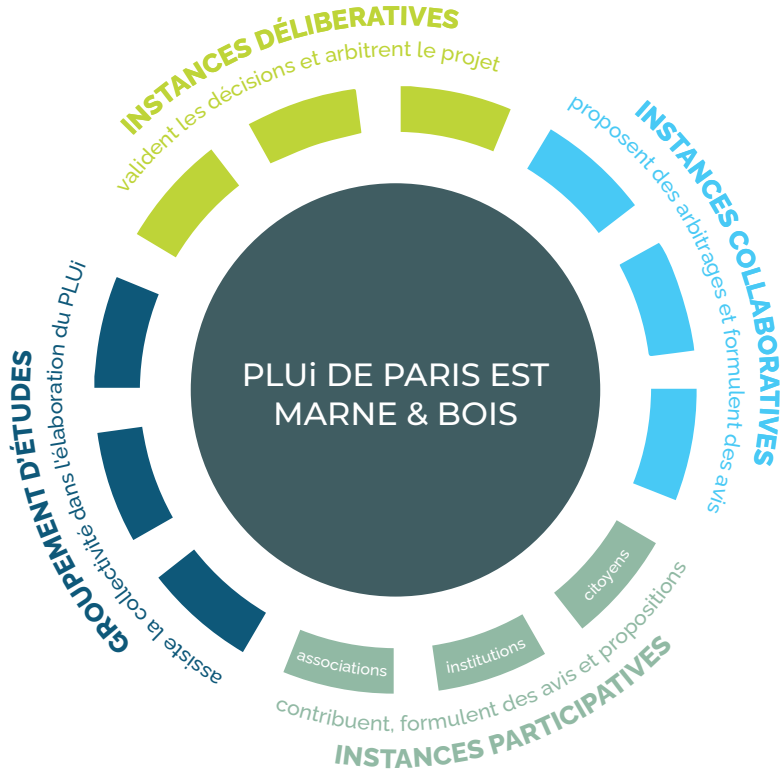 INSTANCES DÉLIBERATIVES
valident les décisions et arbitrent le projet
INSTANCES COLLABORATIVES
proposent des arbitrages et formulent des avis
PLUi DE PARIS EST
MARNE & BOIS
GROUPEMENT D'ÉTUDES
assiste la collectivité dans l'élaboration du PLUi
citoyens
institutions
associations
contribuent, formulent des avis et propositions
INSTANCES PARTICIPATIVES